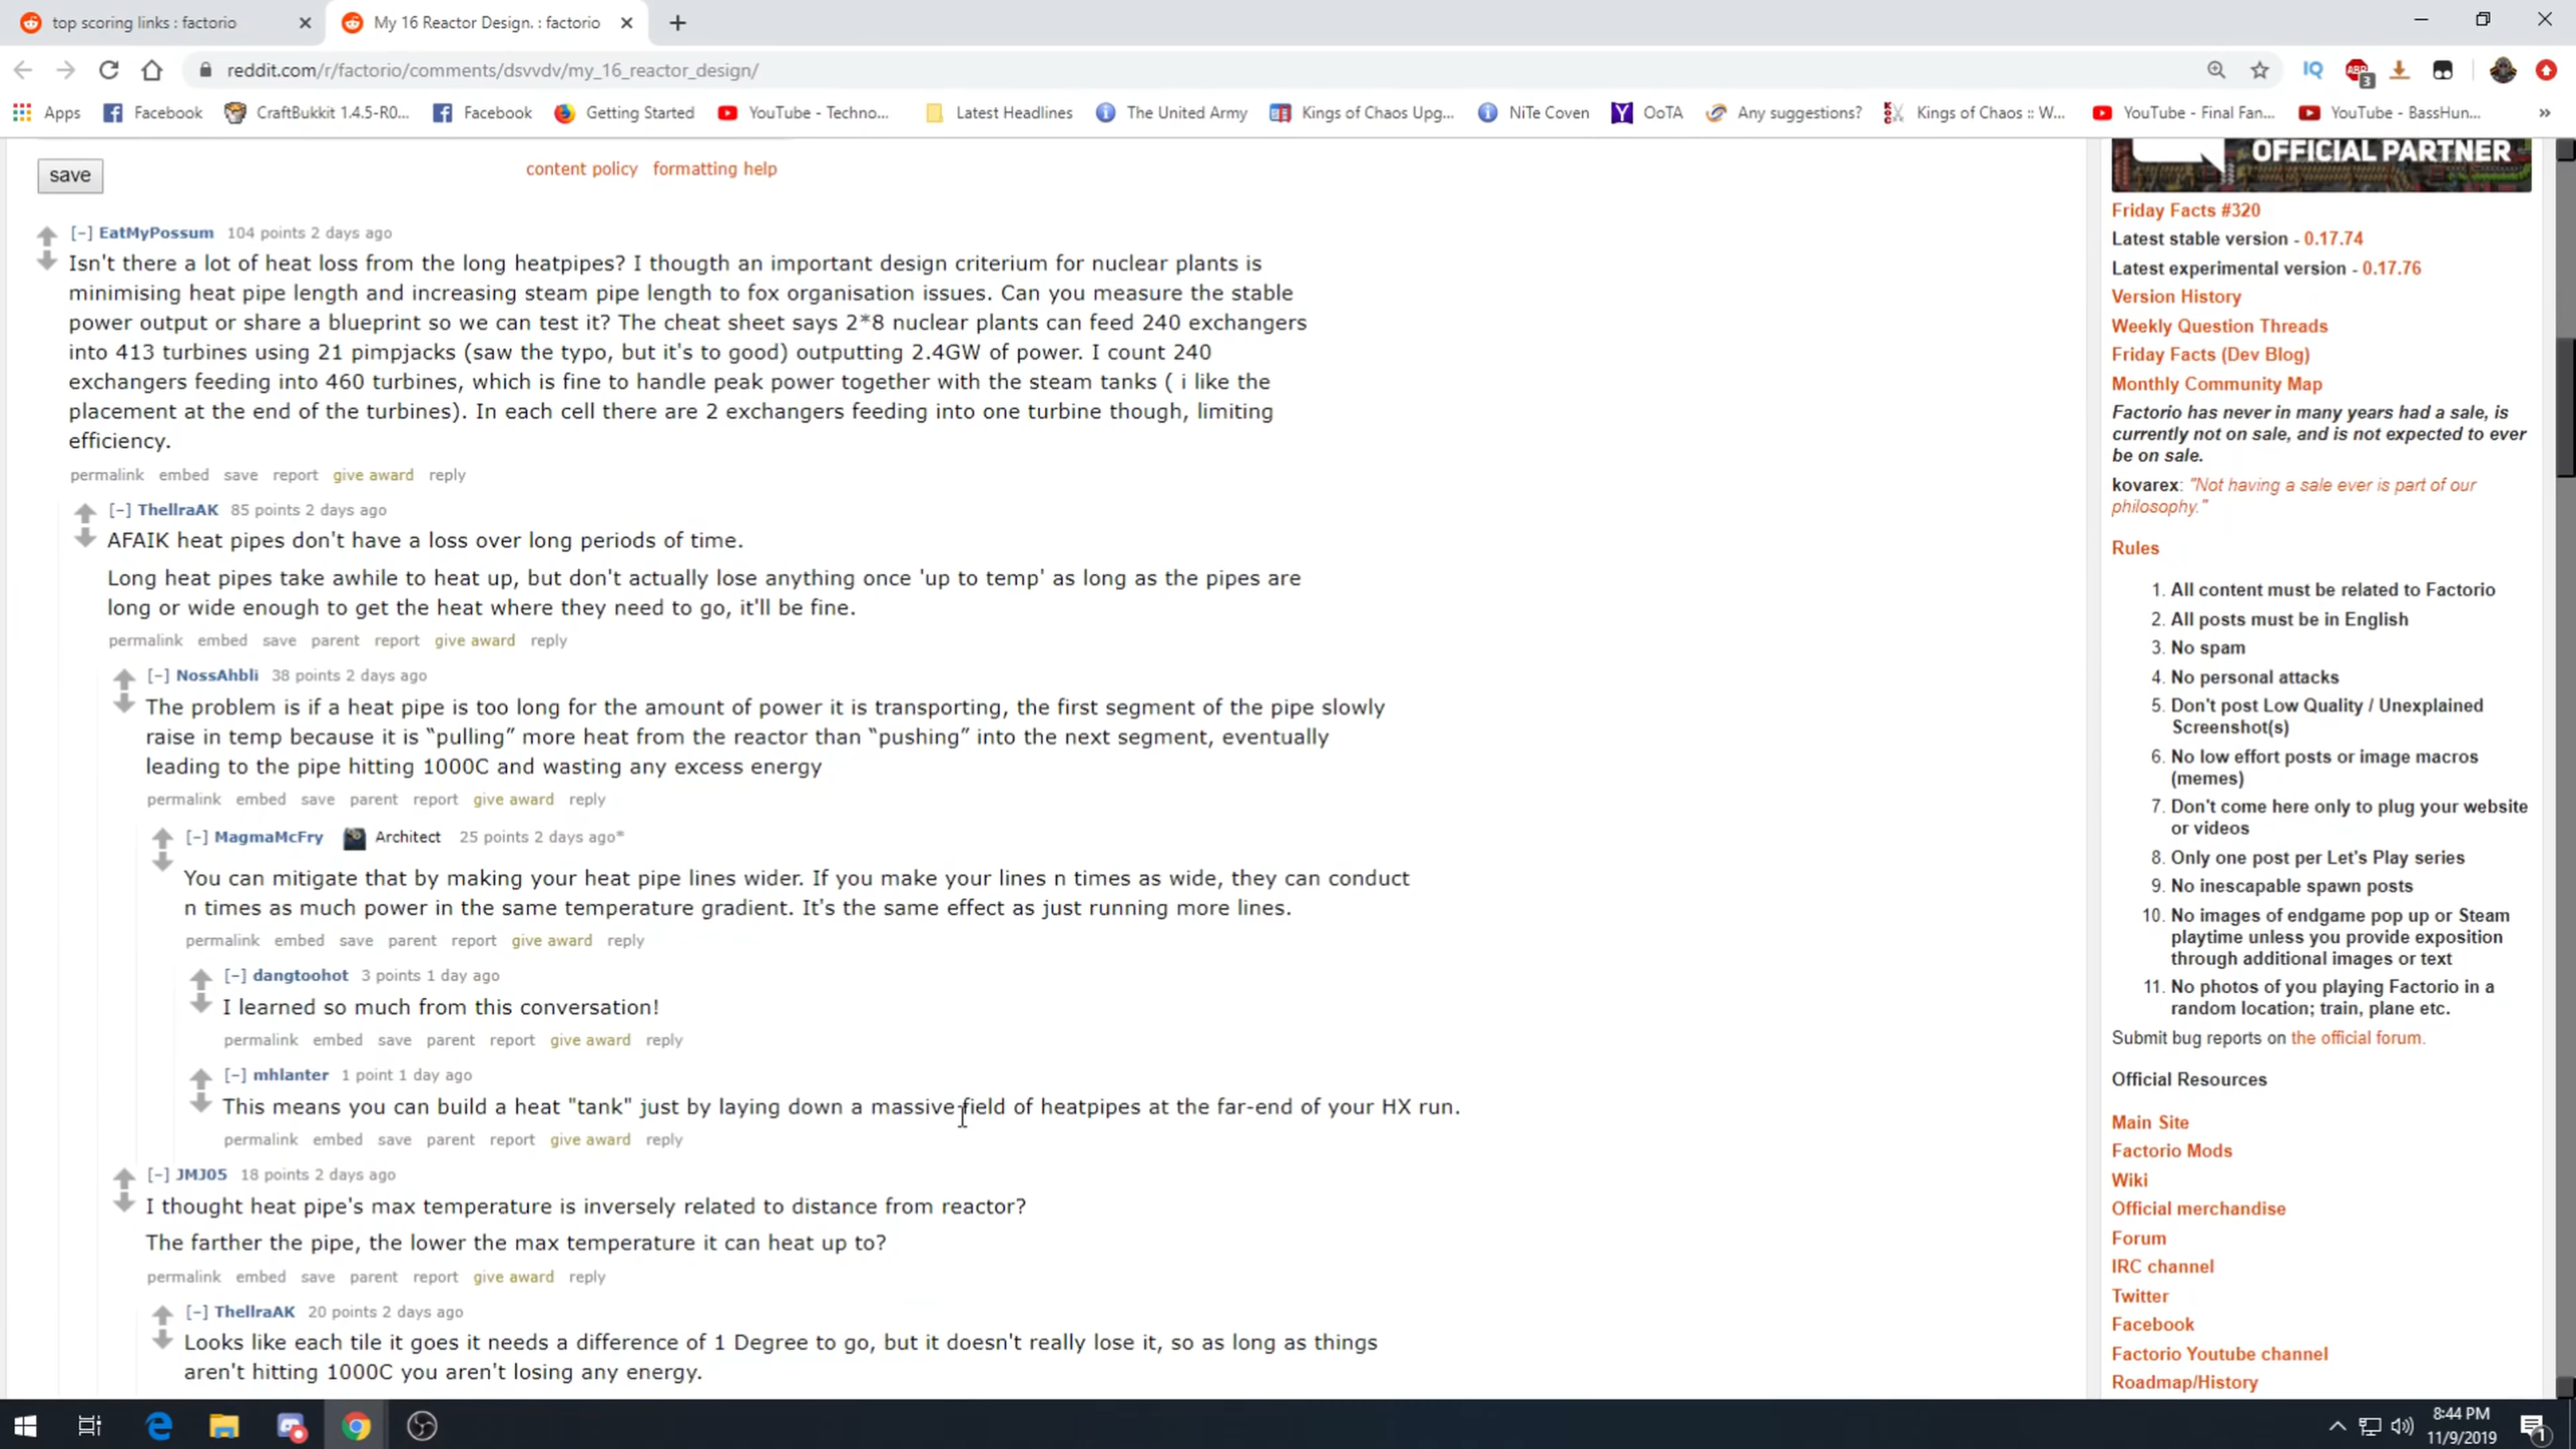 top scoring links : factorio
My 16 Reactor Design. : factorio
reddit.com/r/factorio/comments/dsvvdv/my_16_reactor_design/
IQ
ABP
3
Apps
Facebook
CraftBukkit 1.4.5-R0...
Facebook
Getting Started
YouTube - Techno...
Latest Headlines
The United Army
Kings of Chaos Upg...
NiTe Coven
OoTA
Any suggestions?
Kings of Chaos :: W...
YouTube - Final Fan...
YouTube - BassHun...
»
save
content policy formatting help
[–] EatMyPossum 104 points 2 days ago
Isn't there a lot of heat loss from the long heatpipes? I thougth an important design criterium for nuclear plants is
minimising heat pipe length and increasing steam pipe length to fox organisation issues. Can you measure the stable
power output or share a blueprint so we can test it? The cheat sheet says 2*8 nuclear plants can feed 240 exchangers
into 413 turbines using 21 pimpjacks (saw the typo, but it's to good) outputting 2.4GW of power. I count 240
exchangers feeding into 460 turbines, which is fine to handle peak power together with the steam tanks ( i like the
placement at the end of the turbines). In each cell there are 2 exchangers feeding into one turbine though, limiting
efficiency.
permalink embed save report give award reply
[–] ThellraAK 85 points 2 days ago
AFAIK heat pipes don't have a loss over long periods of time.
Long heat pipes take awhile to heat up, but don't actually lose anything once 'up to temp' as long as the pipes are
long or wide enough to get the heat where they need to go, it'll be fine.
permalink embed save parent report give award reply
[–] NossAhbli 38 points 2 days ago
The problem is if a heat pipe is too long for the amount of power it is transporting, the first segment of the pipe slowly
raise in temp because it is “pulling” more heat from the reactor than “pushing” into the next segment, eventually
leading to the pipe hitting 1000C and wasting any excess energy
permalink embed save parent report give award reply
[–] MagmaMcFry Architect 25 points 2 days ago*
You can mitigate that by making your heat pipe lines wider. If you make your lines n times as wide, they can conduct
n times as much power in the same temperature gradient. It's the same effect as just running more lines.
permalink embed save parent report give award reply
[–] dangtoohot 3 points 1 day ago
I learned so much from this conversation!
permalink embed save parent report give award reply
[–] mhlanter 1 point 1 day ago
This means you can build a heat "tank" just by laying down a massive field of heatpipes at the far-end of your HX run.
permalink embed save parent report give award reply
[–] JMJ05 18 points 2 days ago
I thought heat pipe's max temperature is inversely related to distance from reactor?
The farther the pipe, the lower the max temperature it can heat up to?
permalink embed save parent report give award reply
[–] ThellraAK 20 points 2 days ago
Looks like each tile it goes it needs a difference of 1 Degree to go, but it doesn't really lose it, so as long as things
aren't hitting 1000C you aren't losing any energy.
OFFICIAL PARTNER
Friday Facts #320
Latest stable version - 0.17.74
Latest experimental version - 0.17.76
Version History
Weekly Question Threads
Friday Facts (Dev Blog)
Monthly Community Map
Factorio has never in many years had a sale, is
currently not on sale, and is not expected to ever
be on sale.
kovarex: "Not having a sale ever is part of our
philosophy."
Rules
1. All content must be related to Factorio
2. All posts must be in English
3. No spam
4. No personal attacks
5. Don't post Low Quality / Unexplained
Screenshot(s)
6. No low effort posts or image macros
(memes)
7. Don't come here only to plug your website
or videos
8. Only one post per Let's Play series
9. No inescapable spawn posts
10. No images of endgame pop up or Steam
playtime unless you provide exposition
through additional images or text
11. No photos of you playing Factorio in a
random location; train, plane etc.
Submit bug reports on the official forum.
Official Resources
Main Site
Factorio Mods
Wiki
Official merchandise
Forum
IRC channel
Twitter
Facebook
Factorio Youtube channel
Roadmap/History
8:44 PM
11/9/2019
1